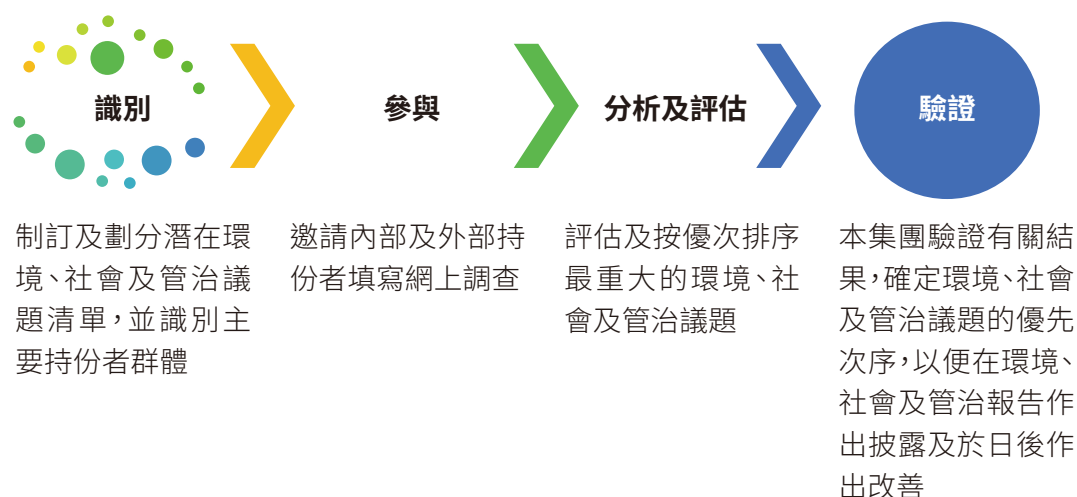 識別
參與
分析及評估
驗證
制訂及劃分潛在環
境、社會及管治議
題清單，並識別主
要持份者群體
邀請內部及外部持
份者填寫網上調查
評估及按優次排序
最重大的環境、社
會及管治議題
本集團驗證有關結
果，確定環境、社會
及管治議題的優先
次序，以便在環境、
社會及管治報告作
出披露及於日後作
出改善